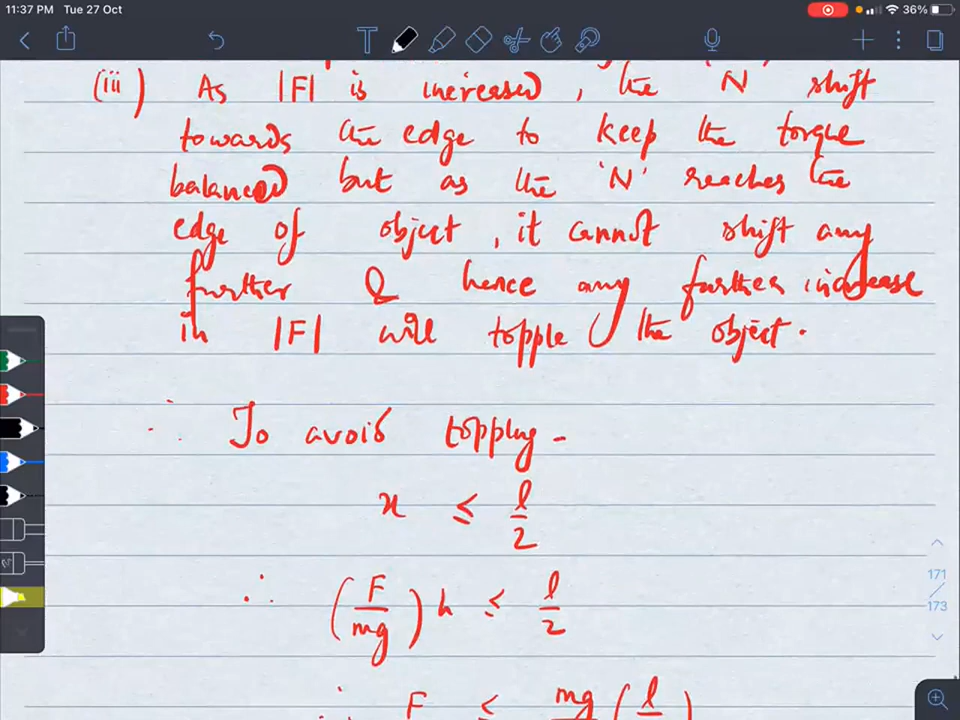 11:37 PM Tue 27 Oct 36%
(iii) As |F| is increased, the 'N' shift
towards the edge to keep the torque
balanced but as the 'N' reaches the
edge of object, it cannot shift any
further & hence any further increase
in |F| will topple the object.
∴ To avoid toppling -
x ≤ l/2
∴ (F/mg) h ≤ l/2
171
/
173
∴ F ≤ mg (l